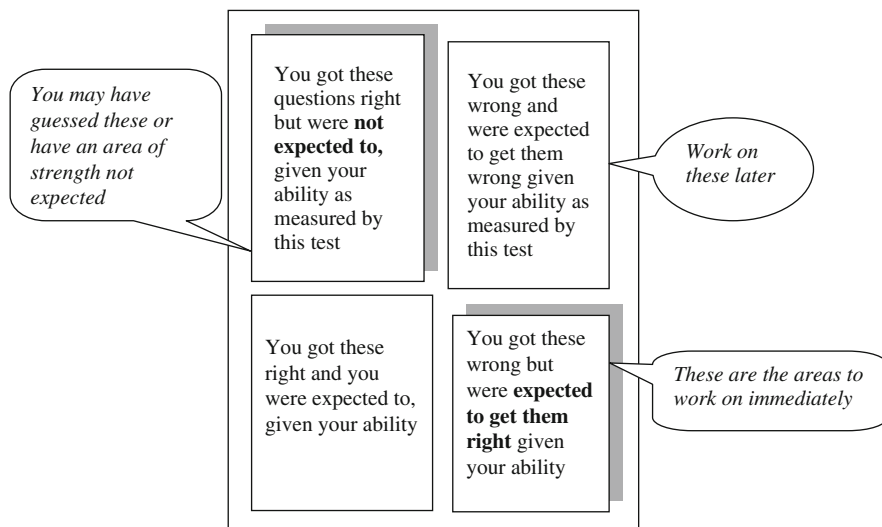 You may have
guessed these or
have an area of
strength not
expected
You got these
questions right
but were not
expected to,
given your
ability as
measured by
this test
You got these
wrong and
were expected
to get them
wrong given
your ability as
measured by
this test
Work on
these later
You got these
right and you
were expected to,
given your ability
You got these
wrong but
were expected
to get them
right given
your ability
These are the areas to
work on immediately